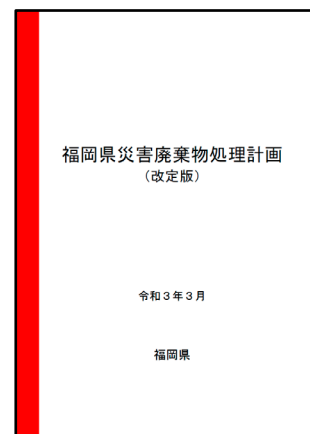 福岡県災害廃棄物処理計画
（改定版）
令和３年３月
福岡県